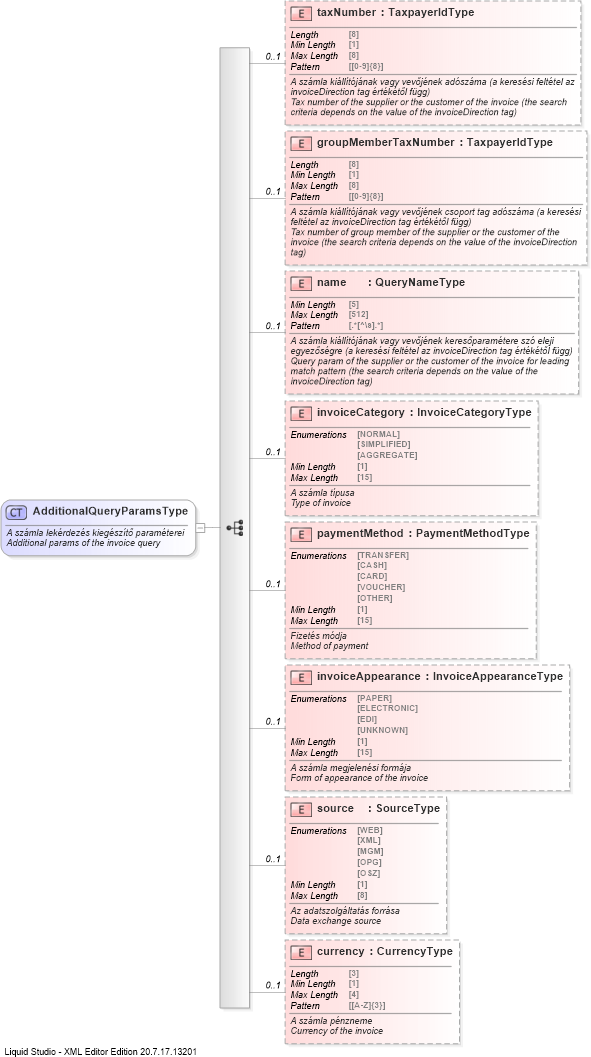 E taxNumber : TaxpayerIdType
Length [8]
Min Length [1]
Max Length [8]
Pattern [[0-9]{8}]
0..1
A számla kiállítójának vagy vevőjének adószáma (a keresési feltétel az
invoiceDirection tag értékétől függ)
Tax number of the supplier or the customer of the invoice (the search
criteria depends on the value of the invoiceDirection tag)
E groupMemberTaxNumber : TaxpayerIdType
Length [8]
Min Length [1]
Max Length [8]
Pattern [[0-9]{8}]
0..1
A számla kiállítójának vagy vevőjének csoport tag adószáma (a keresési
feltétel az invoiceDirection tag értékétől függ)
Tax number of group member of the supplier or the customer of the
invoice (the search criteria depends on the value of the invoiceDirection
tag)
E name : QueryNameType
Min Length [5]
Max Length [512]
Pattern [.*[^\s].*]
0..1
A számla kiállítójának vagy vevőjének keresőparamétere szó eleji
egyezőségre (a keresési feltétel az invoiceDirection tag értékétől függ)
Query param of the supplier or the customer of the invoice for leading
match pattern (the search criteria depends on the value of the
invoiceDirection tag)
E invoiceCategory : InvoiceCategoryType
Enumerations [NORMAL]
[SIMPLIFIED]
[AGGREGATE]
0..1
Min Length [1]
Max Length [15]
A számla típusa
Type of invoice
CT AdditionalQueryParamsType
A számla lekérdezés kiegészítő paraméterei
Additional params of the invoice query
E paymentMethod : PaymentMethodType
Enumerations [TRANSFER]
[CASH]
[CARD]
[VOUCHER]
[OTHER]
0..1
Min Length [1]
Max Length [15]
Fizetés módja
Method of payment
E invoiceAppearance : InvoiceAppearanceType
Enumerations [PAPER]
[ELECTRONIC]
[EDI]
[UNKNOWN]
0..1
Min Length [1]
Max Length [15]
A számla megjelenési formája
Form of appearance of the invoice
E source : SourceType
Enumerations [WEB]
[XML]
[MGM]
[OPG]
[OSZ]
0..1
Min Length [1]
Max Length [8]
Az adatszolgáltatás forrása
Data exchange source
E currency : CurrencyType
Length [3]
Min Length [1]
Max Length [4]
Pattern [[A-Z]{3}]
0..1
A számla pénzneme
Currency of the invoice
Liquid Studio - XML Editor Edition 20.7.17.13201